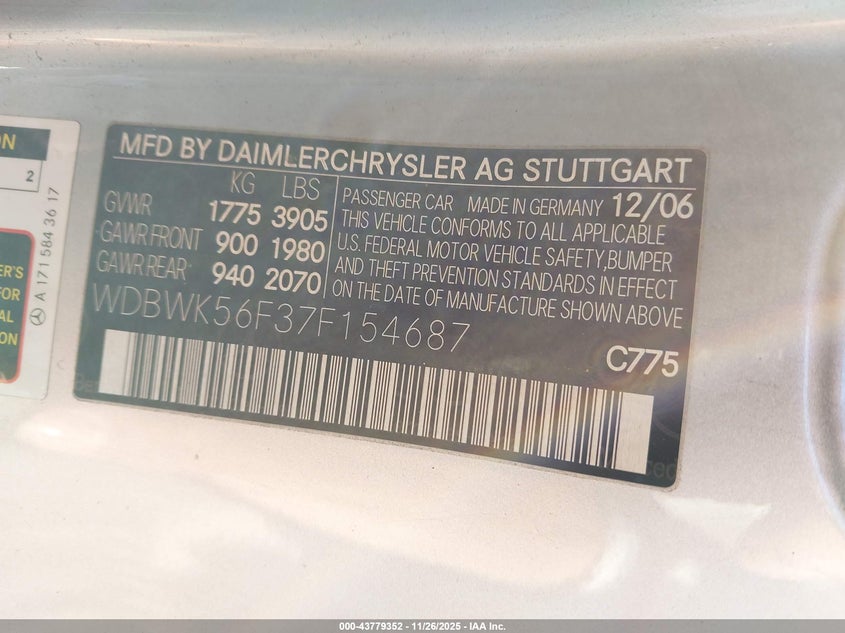 MFD BY DAIMLERCHRYSLER AG STUTTGART
KG LBS
GVWR 1775 3905
GAWR FRONT 900 1980
GAWR REAR 940 2070
PASSENGER CAR MADE IN GERMANY 12/06
THIS VEHICLE CONFORMS TO ALL APPLICABLE
U.S. FEDERAL MOTOR VEHICLE SAFETY,BUMPER
AND THEFT PREVENTION STANDARDS IN EFFECT
ON THE DATE OF MANUFACTURE SHOWN ABOVE
WDBWK56F37F154687
C775
2
A 171 584 36 17
FOR
000-43779352 - 11/26/2025 - IAA Inc.